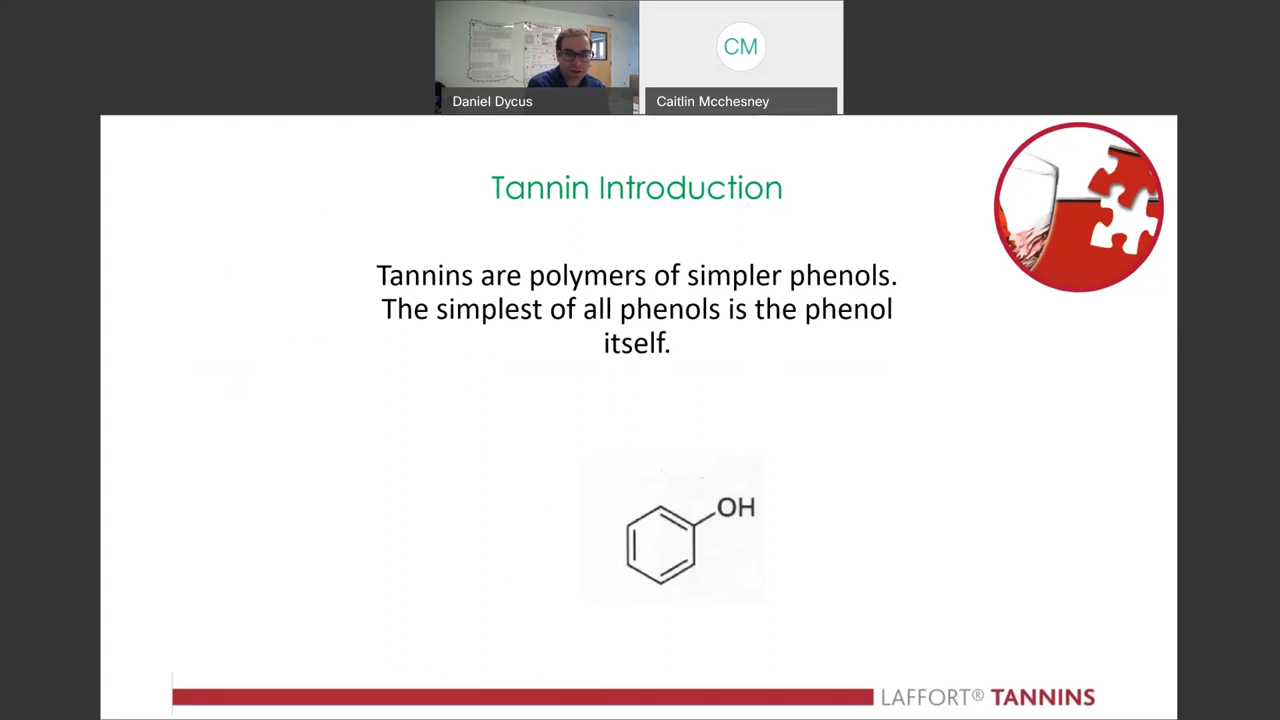 CM
Daniel Dycus
Caitlin Mcchesney
Tannin Introduction
Tannins are polymers of simpler phenols.
The simplest of all phenols is the phenol
itself.
OH
LAFFORT® TANNINS